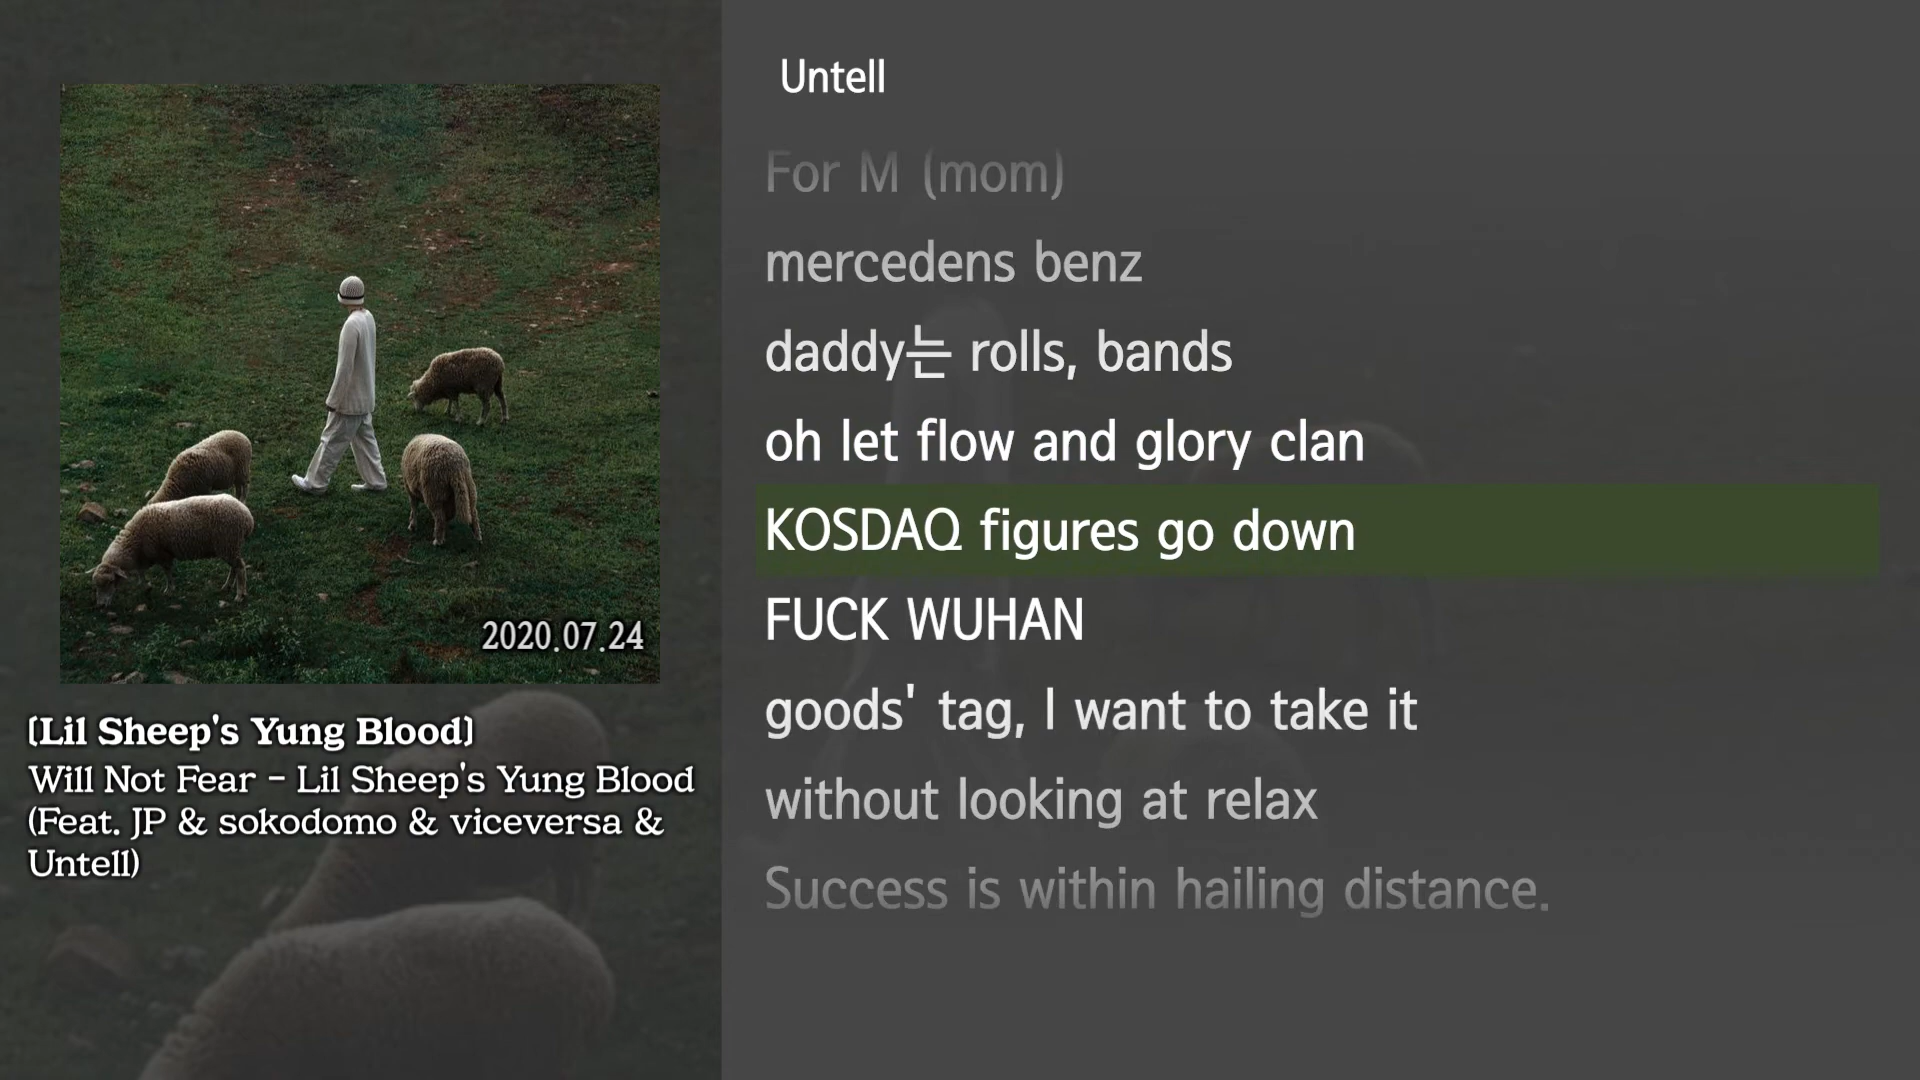 2020.07.24
[Lil Sheep's Yung Blood]
Will Not Fear - Lil Sheep's Yung Blood
(Feat. JP & sokodomo & viceversa &
Untell)
Untell
For M (mom)
mercedens benz
daddy는 rolls, bands
oh let flow and glory clan
KOSDAQ figures go down
FUCK WUHAN
goods' tag, I want to take it
without looking at relax
Success is within hailing distance.